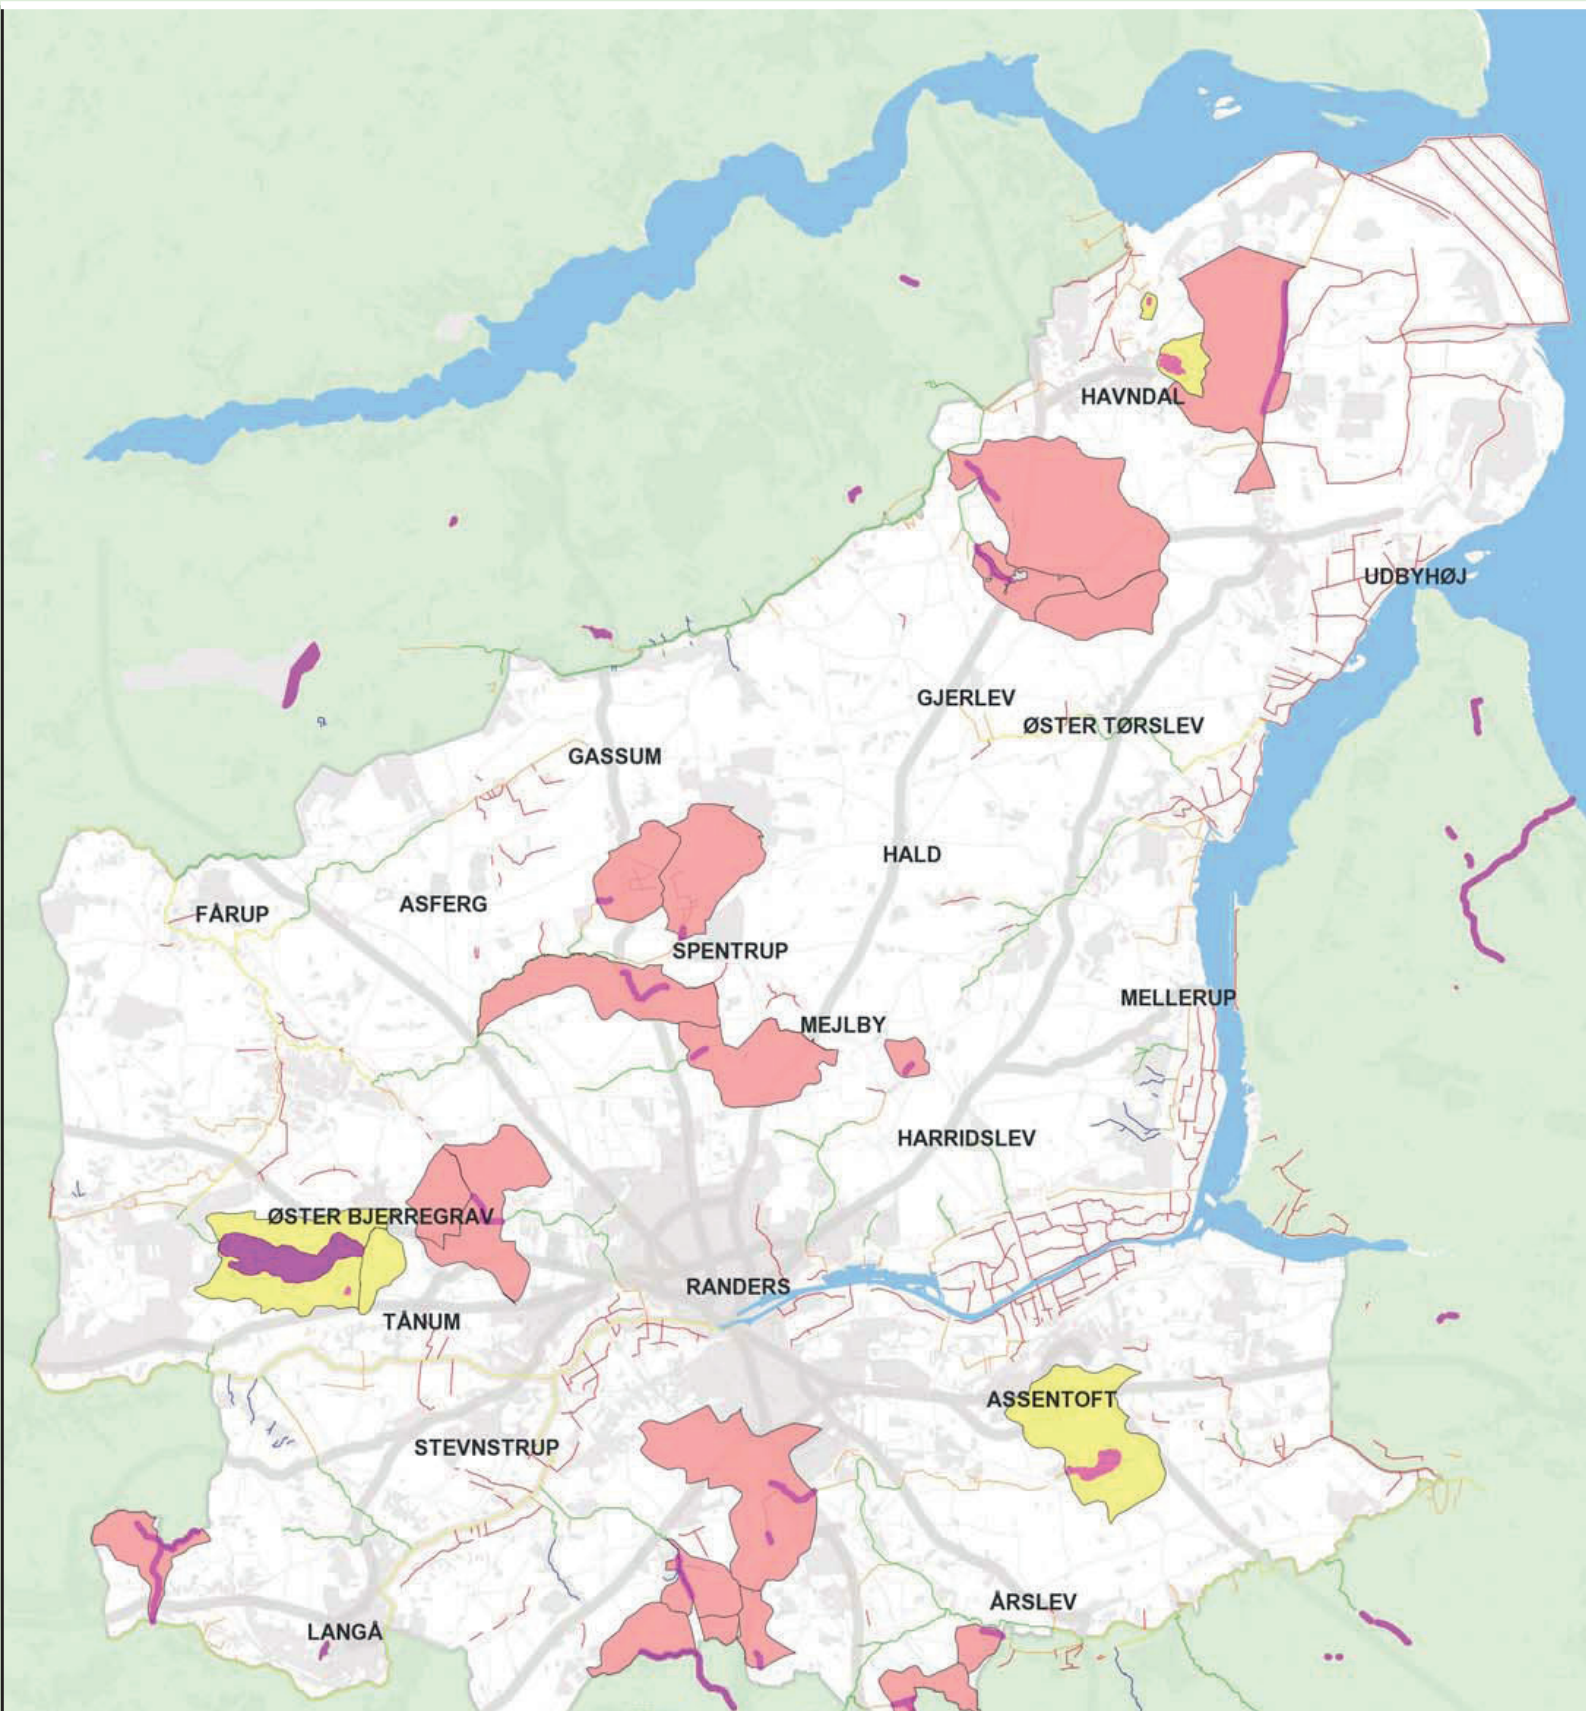 HAVNDAL
UDBYHØJ
GJERLEV
ØSTER TØRSLEV
GASSUM
HALD
ASFERG
FÅRUP
SPENTRUP
MELLERUP
MEJLBY
HARRIDSLEV
ØSTER BJERREGRAV
RANDERS
TÅNUM
ASSENTOFT
STEVNSTRUP
ÅRSLEV
LANGÅ